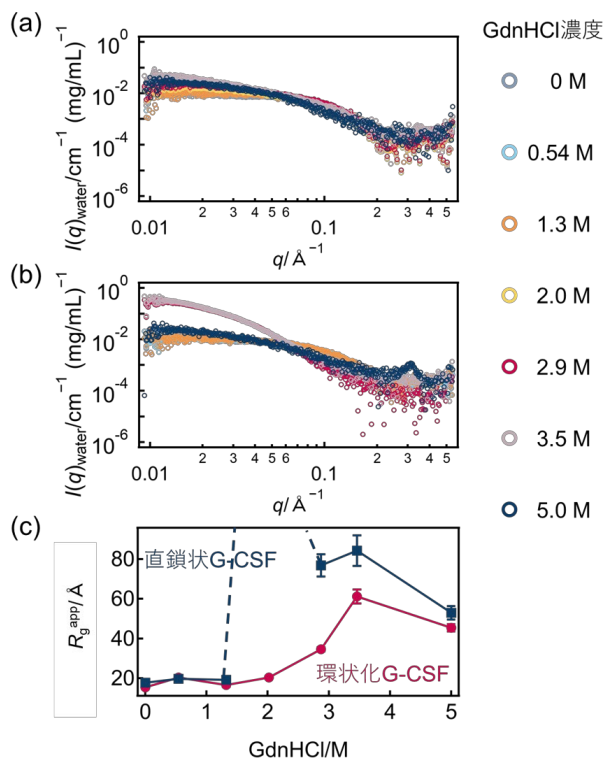 (a)
GdnHCl濃度
10⁰
10⁻²
10⁻⁴
10⁻⁶
I(q)water/cm⁻¹ (mg/mL)⁻¹
0.01
2
3
4
5
6
0.1
2
3
4
5
q/Å⁻¹
0 M
0.54 M
1.3 M
2.0 M
2.9 M
3.5 M
5.0 M
(b)
10⁰
10⁻²
10⁻⁴
10⁻⁶
I(q)water/cm⁻¹ (mg/mL)⁻¹
0.01
2
3
4
5
6
0.1
2
3
4
5
q/Å⁻¹
(c)
直鎖状G-CSF
環状化G-CSF
80
60
40
20
Rgᵃᵖᵖ/Å
0
1
2
3
4
5
GdnHCl/M